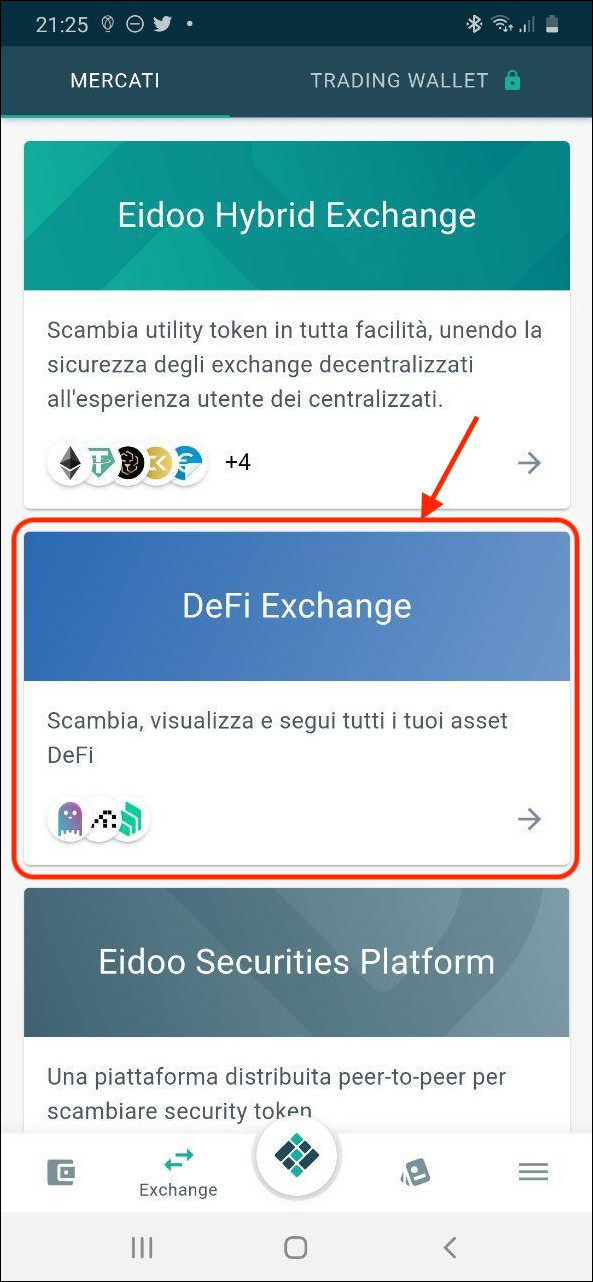 21:25
MERCATI
TRADING WALLET
Eidoo Hybrid Exchange
Scambia utility token in tutta facilità, unendo la
sicurezza degli exchange decentralizzati
all'esperienza utente dei centralizzati.
+4
DeFi Exchange
Scambia, visualizza e segui tutti i tuoi asset
DeFi
Eidoo Securities Platform
Una piattaforma distribuita peer-to-peer per
scambiare security token
Exchange